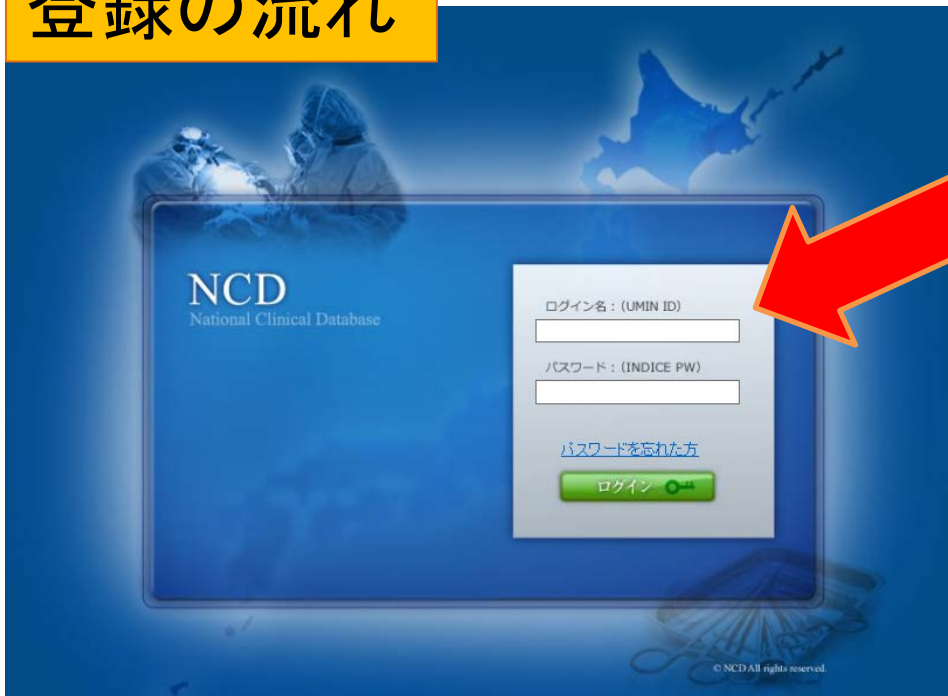 登録の流れ
NCD
National Clinical Database
ログイン名：(UMIN ID)
パスワード：(INDICE PW)
パスワードを忘れた方
ログイン
© NCD All rights reserved.